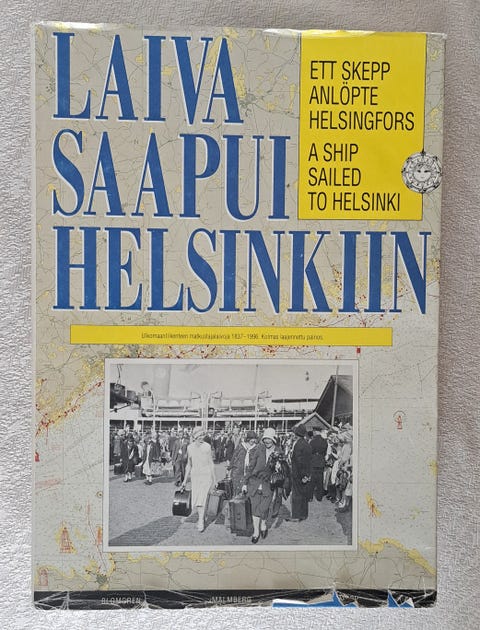 LAIVA
SAAPUI
HELSINKIIN
ETT SKEPP
ANLÖPTE
HELSINGFORS
A SHIP
SAILED
TO HELSINKI
Ulkomaanliikenteen matkustajalaivoja 1837–1996. Kolmas laajennettu painos.
BLOMGREN
MALMBERG